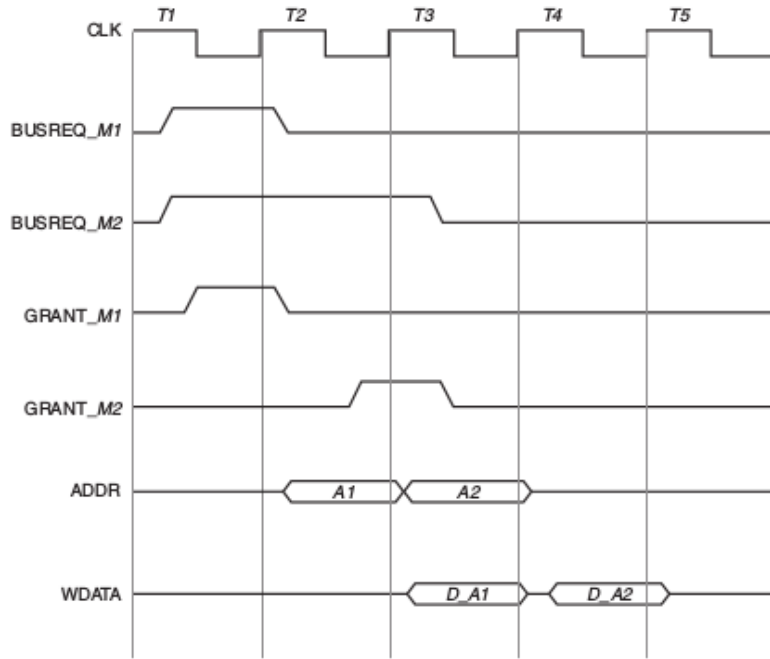 T1 T2 T3 T4 T5
CLK
BUSREQ_M1
BUSREQ_M2
GRANT_M1
GRANT_M2
ADDR A1 A2
WDATA D_A1 D_A2